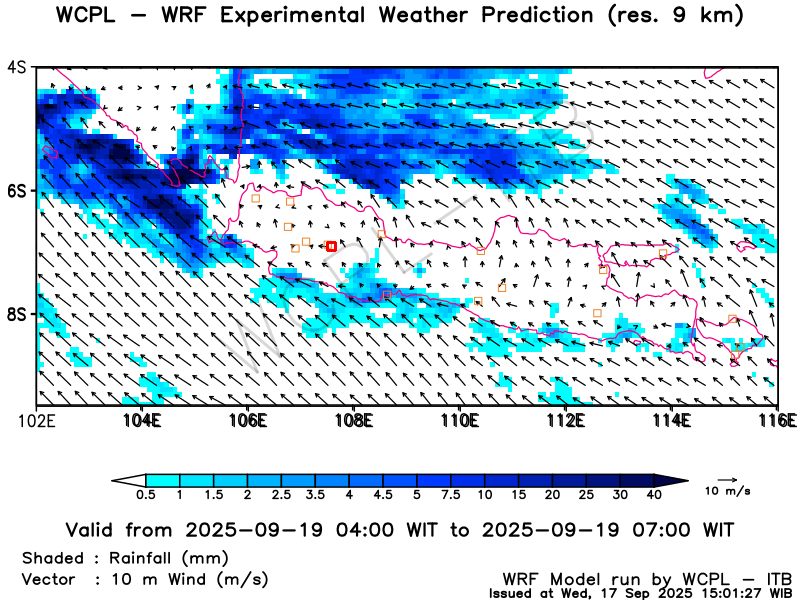 WCPL – WRF Experimental Weather Prediction (res. 9 km)
4S
6S
8S
102E 104E 106E 108E 110E 112E 114E 116E
0.5 1 1.5 2 2.5 3.5 4 4.5 5 7.5 10 15 20 25 30 40
10 m/s
Valid from 2025–09–19 04:00 WIT to 2025–09–19 07:00 WIT
Shaded : Rainfall (mm)
Vector : 10 m Wind (m/s)
WRF Model run by WCPL – ITB
Issued at Wed, 17 Sep 2025 15:01:27 WIB